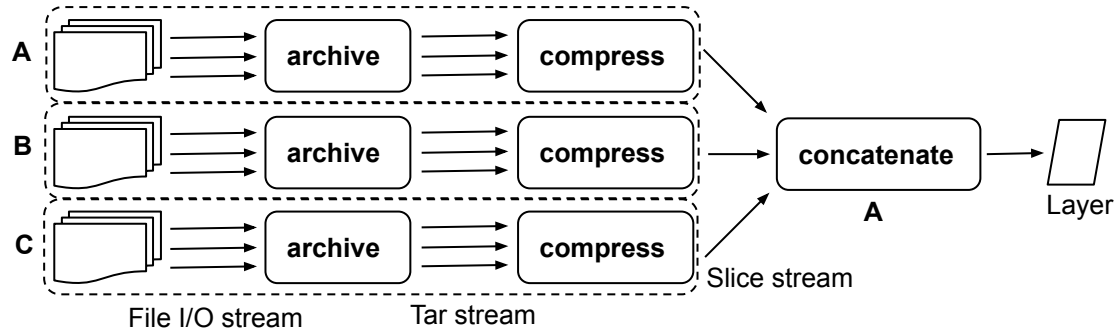 A
archive
compress
B
archive
compress
concatenate
A
Layer
C
archive
compress
Slice stream
File I/O stream
Tar stream